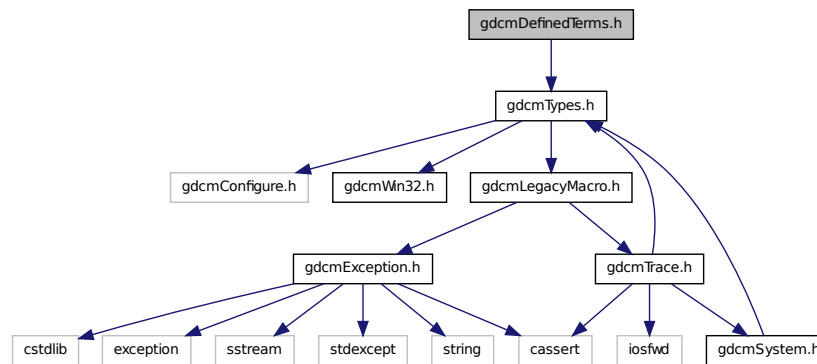 gdcmDefinedTerms.h
gdcmTypes.h
gdcmConfigure.h
gdcmWin32.h
gdcmLegacyMacro.h
gdcmException.h
gdcmTrace.h
cstdlib
exception
sstream
stdexcept
string
cassert
iosfwd
gdcmSystem.h